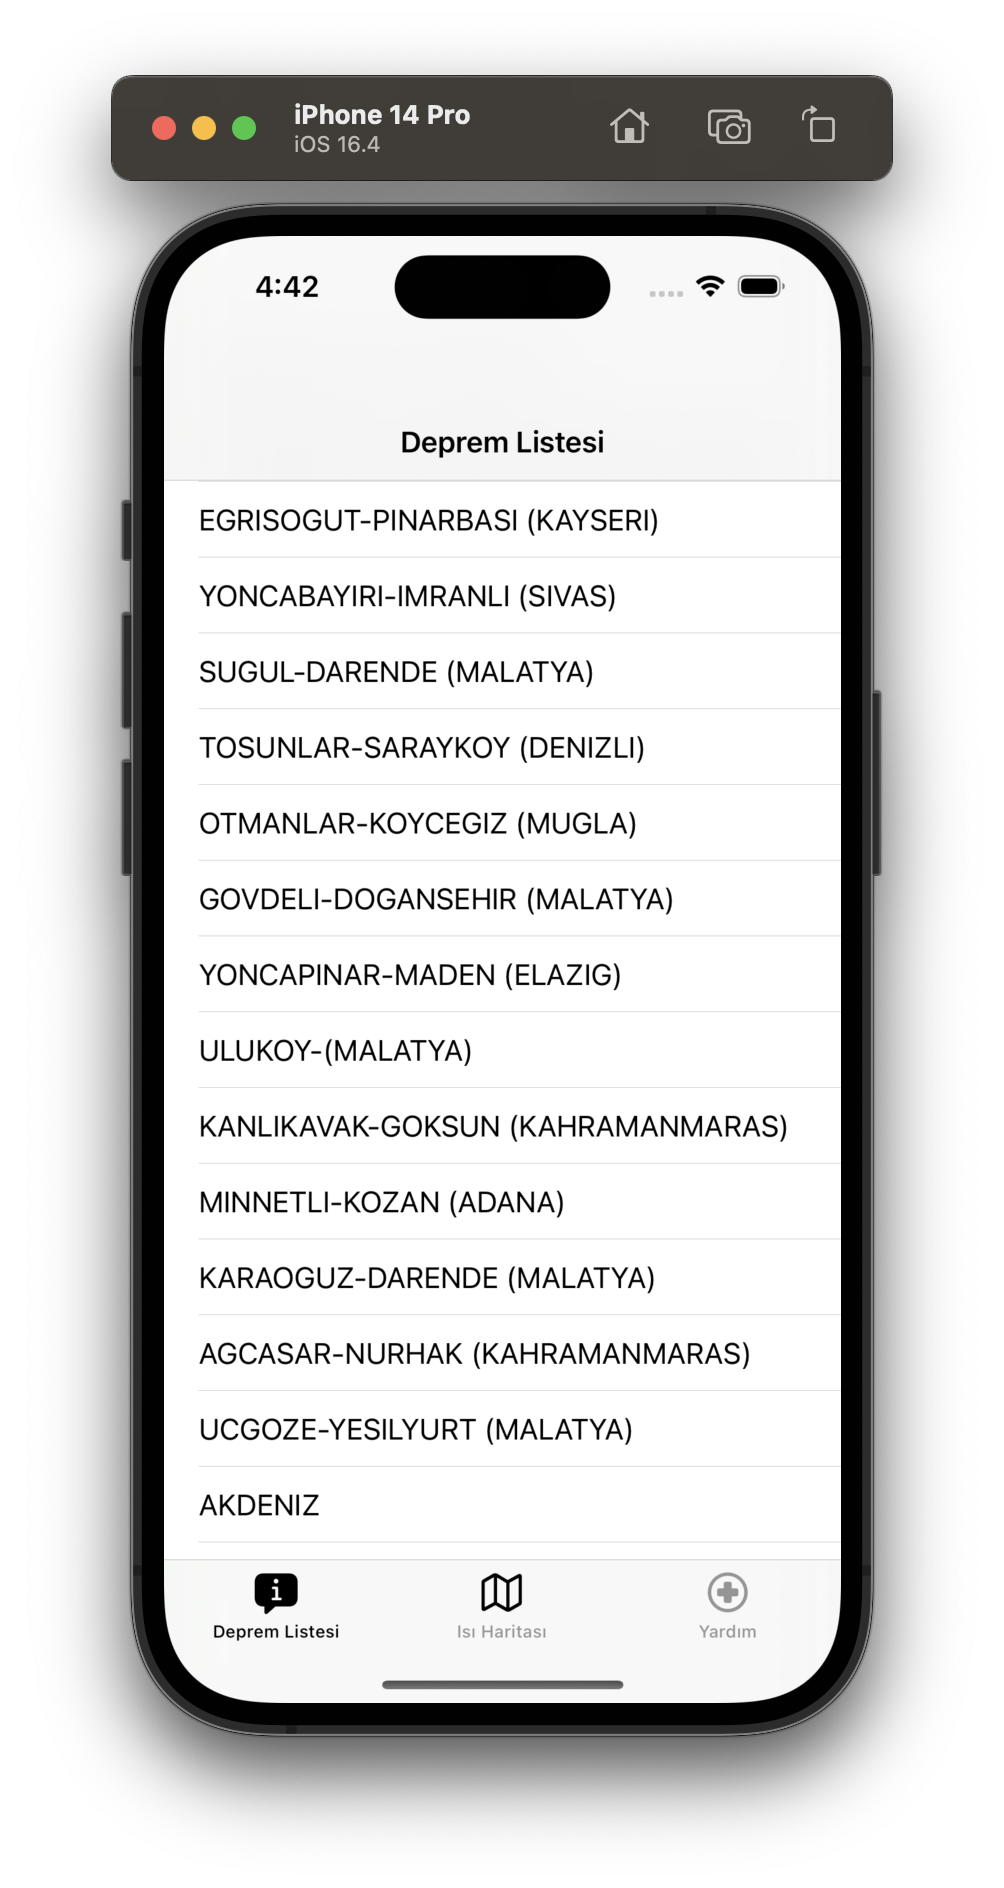 iPhone 14 Pro
iOS 16.4
4:42
Deprem Listesi
EGRISOGUT-PINARBASI (KAYSERI)
YONCABAYIRI-IMRANLI (SIVAS)
SUGUL-DARENDE (MALATYA)
TOSUNLAR-SARAYKOY (DENIZLI)
OTMANLAR-KOYCEGIZ (MUGLA)
GOVDELI-DOGANSEHIR (MALATYA)
YONCAPINAR-MADEN (ELAZIG)
ULUKOY-(MALATYA)
KANLIKAVAK-GOKSUN (KAHRAMANMARAS)
MINNETLI-KOZAN (ADANA)
KARAOGUZ-DARENDE (MALATYA)
AGCASAR-NURHAK (KAHRAMANMARAS)
UCGOZE-YESILYURT (MALATYA)
AKDENIZ
Deprem Listesi
Isı Haritası
Yardım